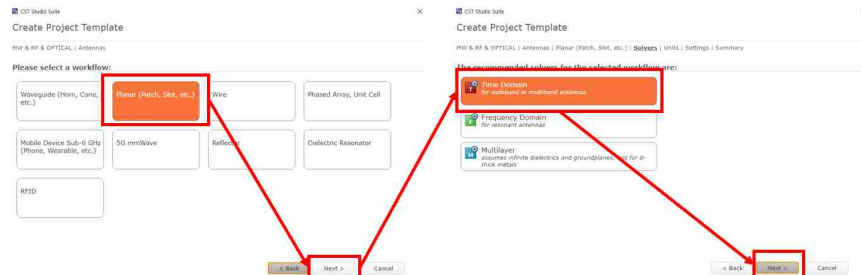 CST Studio Suite
Create Project Template
MW & RF & OPTICAL | Antennas
Please select a workflow:
Waveguide (Horn, Cone, etc.)
Planar (Patch, Slot, etc.)
Wire
Phased Array, Unit Cell
Mobile Device Sub-6 GHz (Phone, Wearable, etc.)
5G mmWave
Reflector
Dielectric Resonator
RFID
< Back
Next >
Cancel
CST Studio Suite
Create Project Template
MW & RF & OPTICAL | Antennas | Planar (Patch, Slot, etc.) | Solvers | Units | Settings | Summary
The recommended solvers for the selected workflow are:
Time Domain
for wideband or multiband antennas
Frequency Domain
for resonant antennas
Multilayer
assumes infinite dielectrics and groundplanes, just for 0-
thick metals
< Back
Next >
Cancel